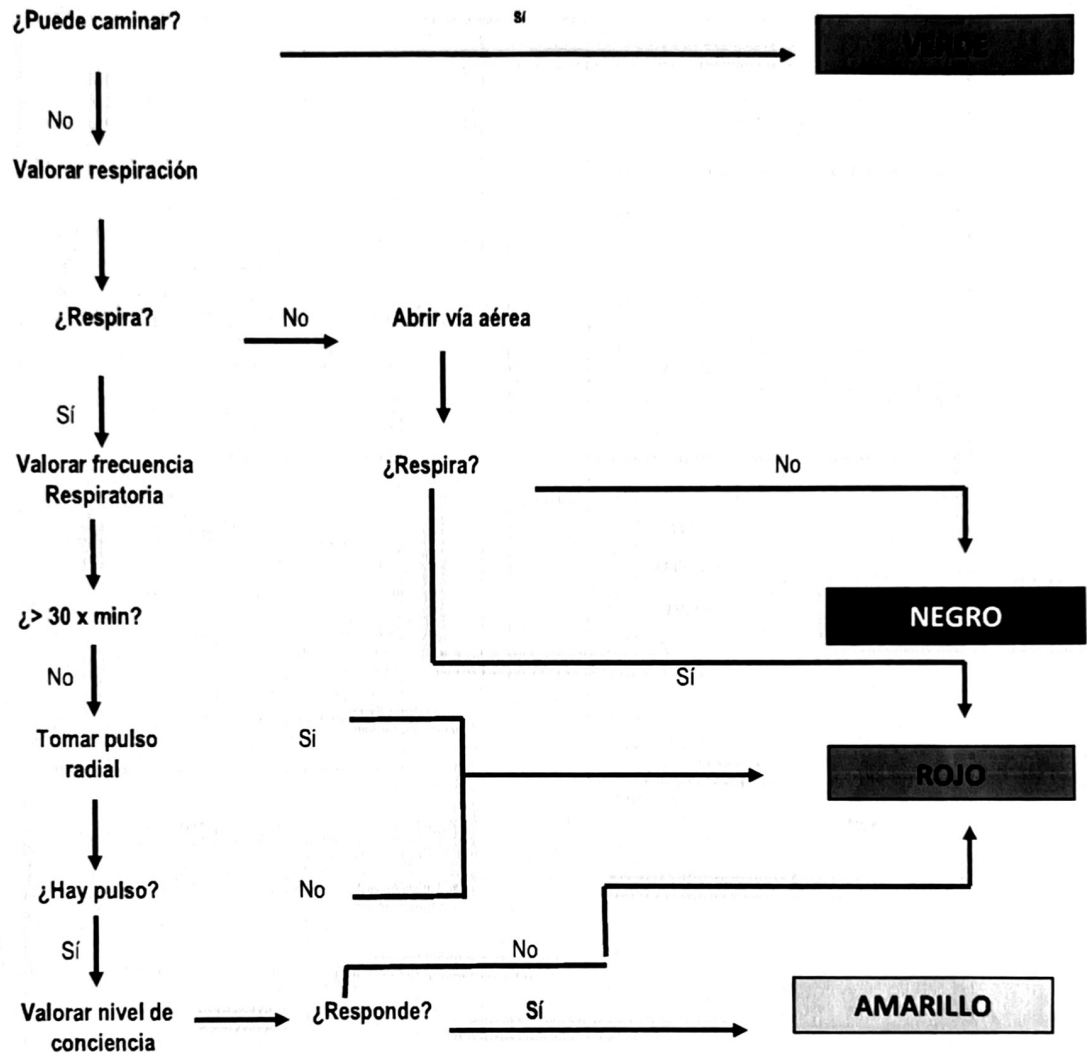 ¿Puede caminar?
sí
VERDE
No
Valorar respiración
¿Respira?
No
Abrir vía aérea
Sí
Valorar frecuencia
Respiratoria
¿Respira?
No
¿> 30 x min?
NEGRO
No
Sí
Tomar pulso
radial
Si
ROJO
¿Hay pulso?
No
Sí
No
Valorar nivel de
conciencia
¿Responde?
Sí
AMARILLO